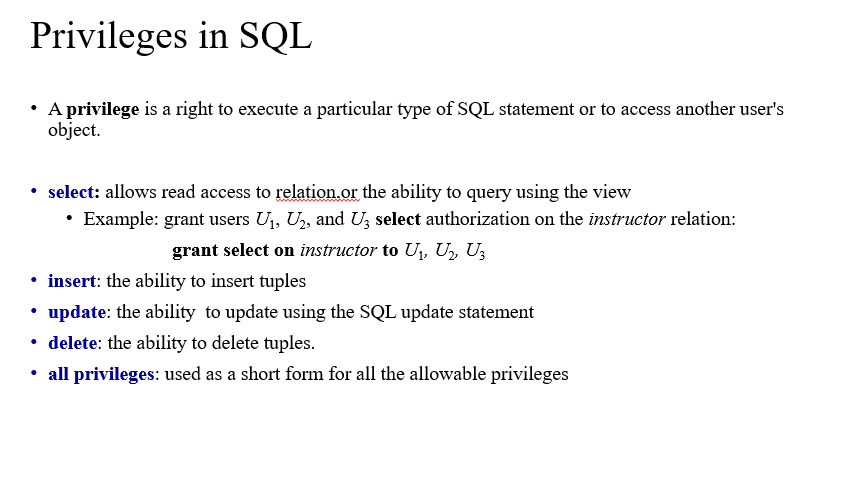 Privileges in SQL
• A privilege is a right to execute a particular type of SQL statement or to access another user's
object.
• select: allows read access to relation,or the ability to query using the view
• Example: grant users U₁, U₂, and U₃ select authorization on the instructor relation:
grant select on instructor to U₁, U₂, U₃
• insert: the ability to insert tuples
• update: the ability  to update using the SQL update statement
• delete: the ability to delete tuples.
• all privileges: used as a short form for all the allowable privileges